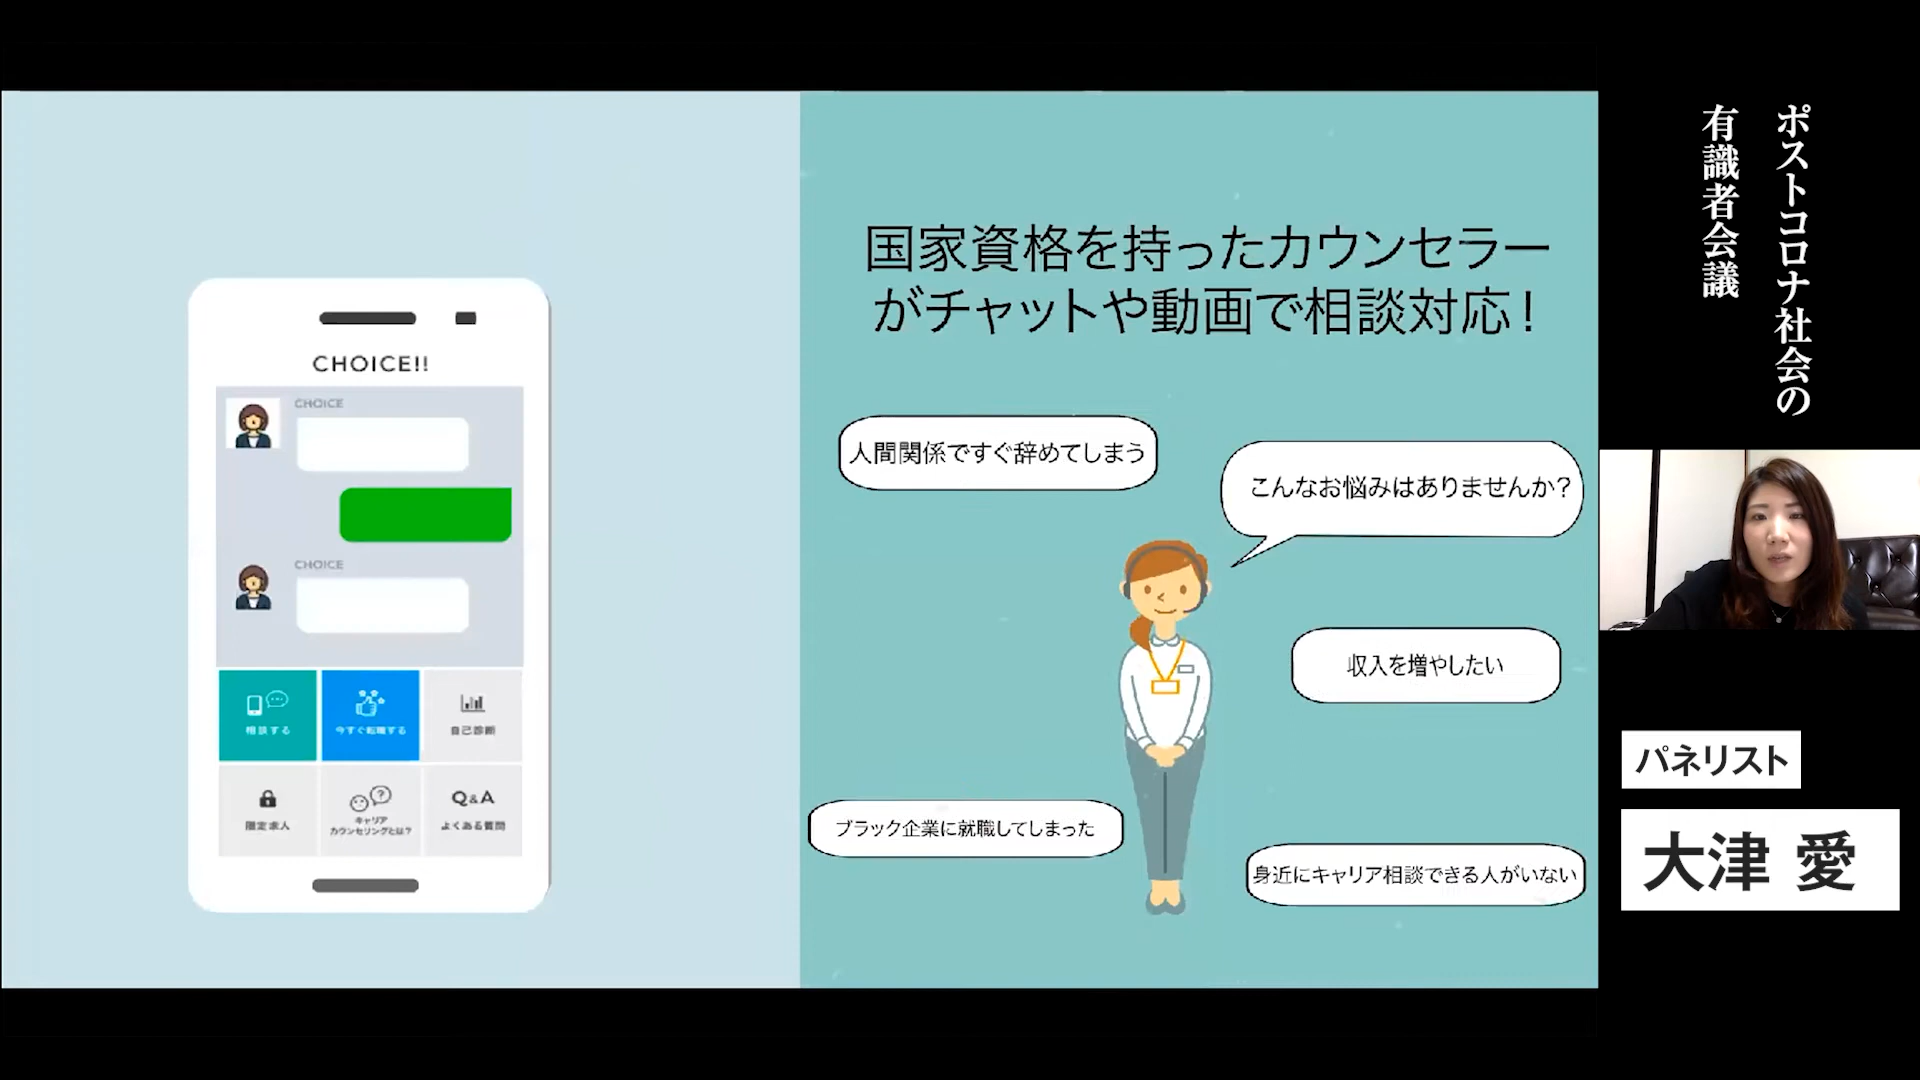 CHOICE!!
CHOICE
CHOICE
相談する
今すぐ転職する
自己診断
限定求人
キャリア
カウンセリングとは?
Q&A
よくある質問
国家資格を持ったカウンセラー
がチャットや動画で相談対応！
人間関係ですぐ辞めてしまう
こんなお悩みはありませんか?
収入を増やしたい
ブラック企業に就職してしまった
身近にキャリア相談できる人がいない
ポストコロナ社会の
有識者会議
パネリスト
大津 愛